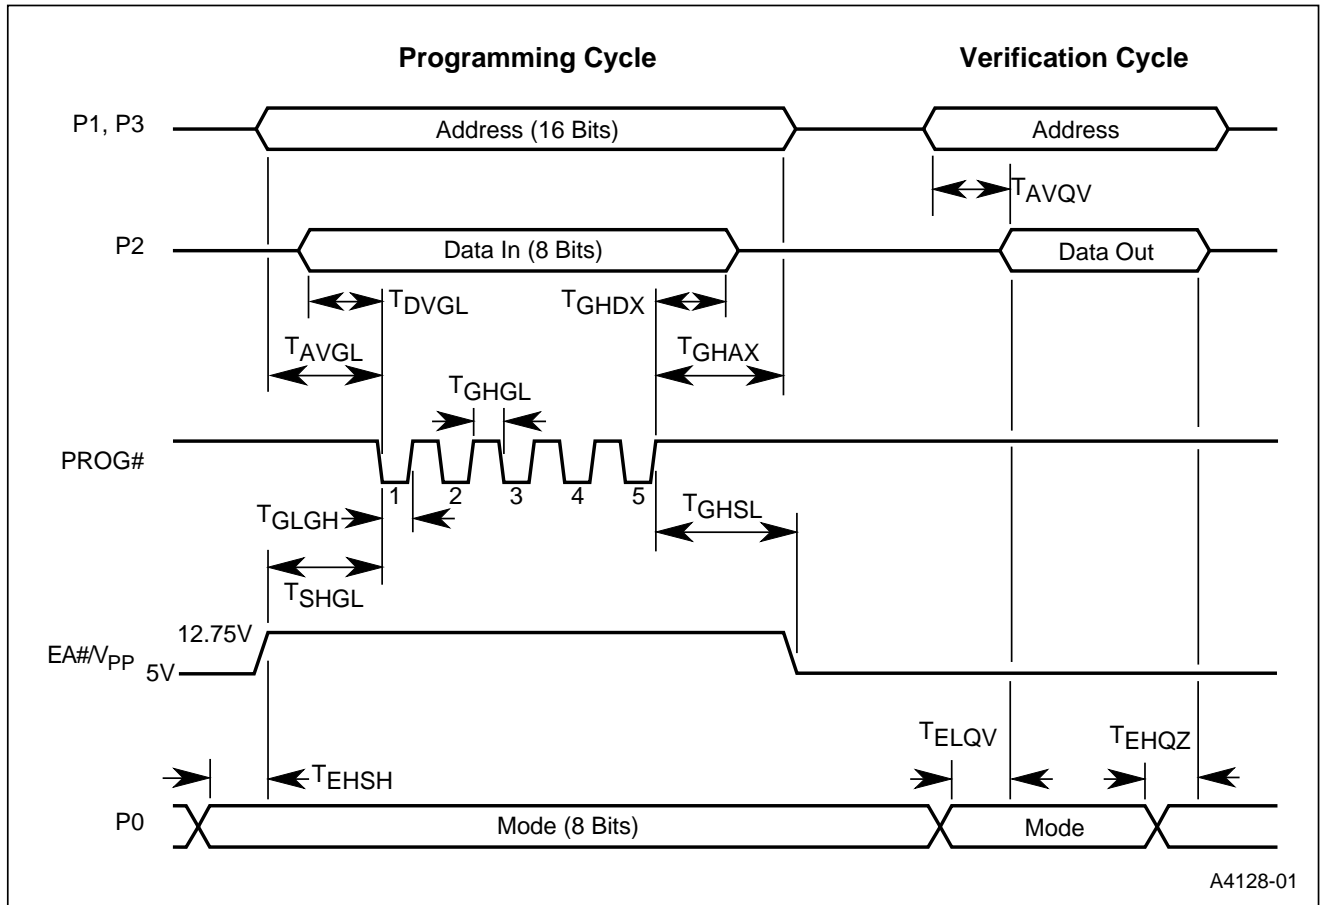 Programming Cycle
Verification Cycle
P1, P3
Address (16 Bits)
Address
TAVQV
P2
Data In (8 Bits)
Data Out
TDVGL
TGHDX
TAVGL
TGHAX
TGHGL
PROG#
1 2 3 4 5
TGLGH
TGHSL
TSHGL
12.75V
EA#/VPP
5V
TELQV
TEHQZ
TEHSH
P0
Mode (8 Bits)
Mode
A4128-01